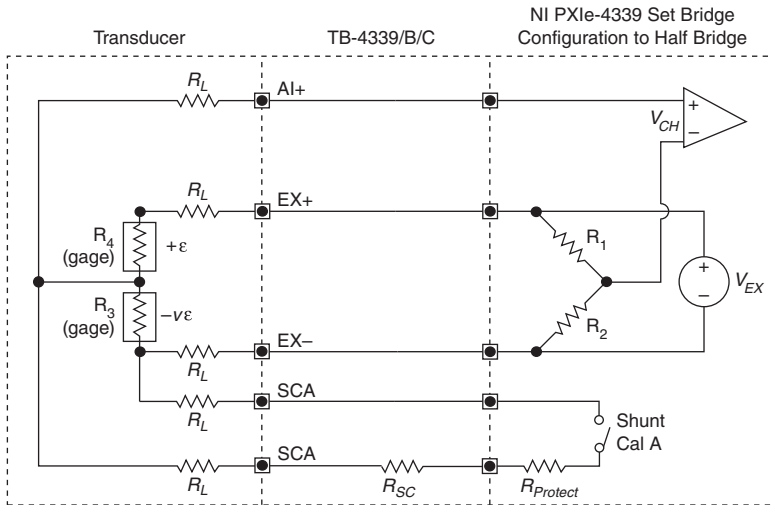 Transducer
TB-4339/B/C
NI PXIe-4339 Set Bridge
Configuration to Half Bridge
R_L
AI+
+
–
V_CH
R_L
EX+
R_4
(gage)
+ε
R_1
+
–
V_EX
R_3
(gage)
–νε
R_2
EX–
R_L
SCA
R_L
Shunt
Cal A
SCA
R_L
R_SC
R_Protect